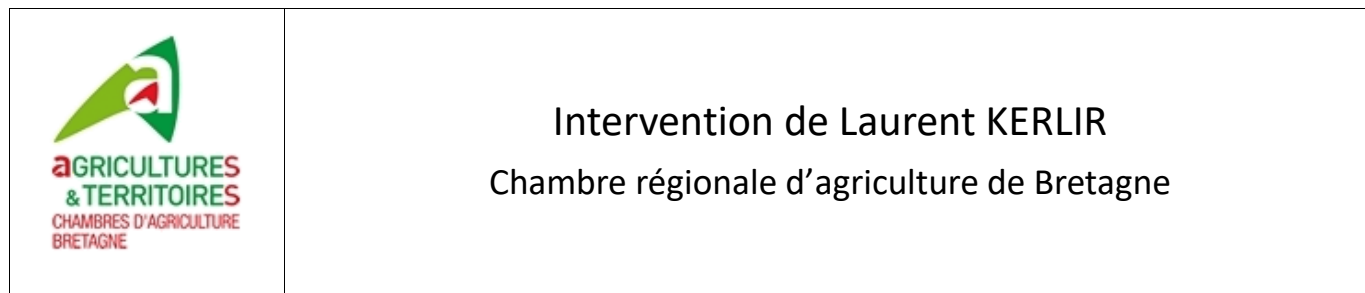 aGRICULTURES
& TERRITOIRES
CHAMBRES D'AGRICULTURE
BRETAGNE
Intervention de Laurent KERLIR
Chambre régionale d’agriculture de Bretagne